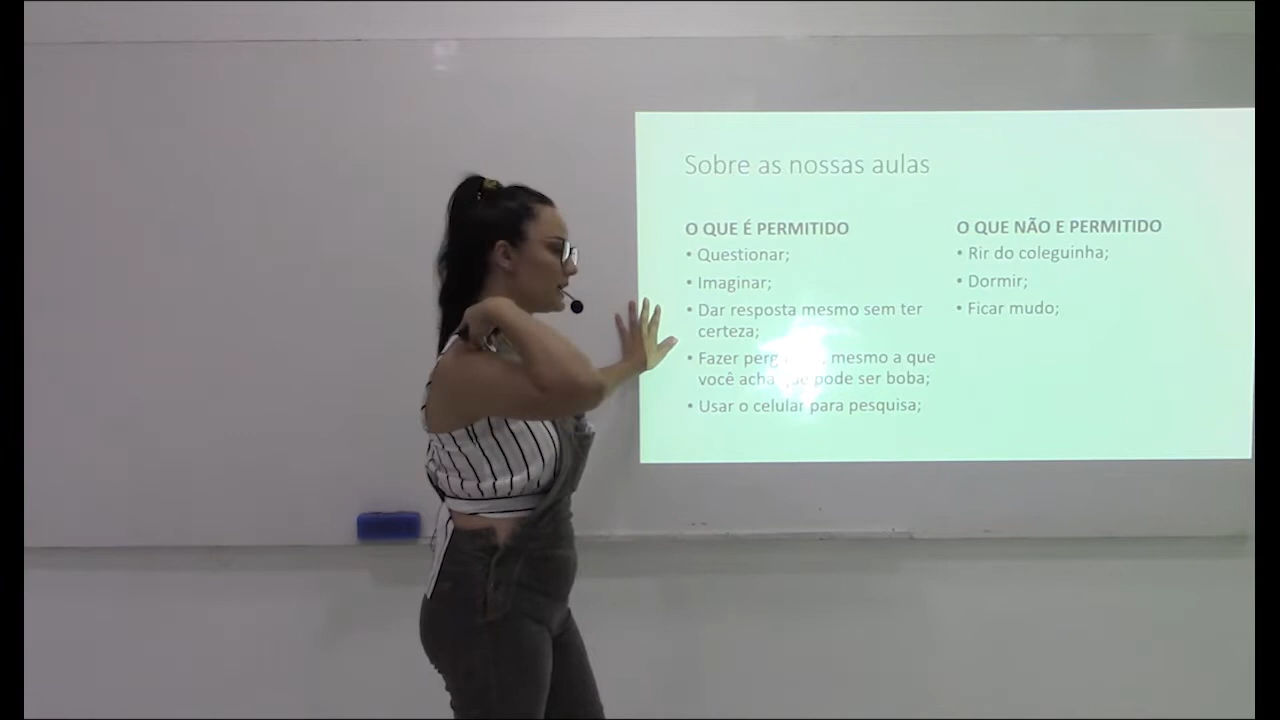 Sobre as nossas aulas
O QUE É PERMITIDO
• Questionar;
• Imaginar;
• Dar resposta mesmo sem ter
certeza;
• Fazer mesmo a que
você acha que pode ser boba;
• Usar o celular para pesquisa;
O QUE NÃO E PERMITIDO
• Rir do coleguinha;
• Dormir;
• Ficar mudo;